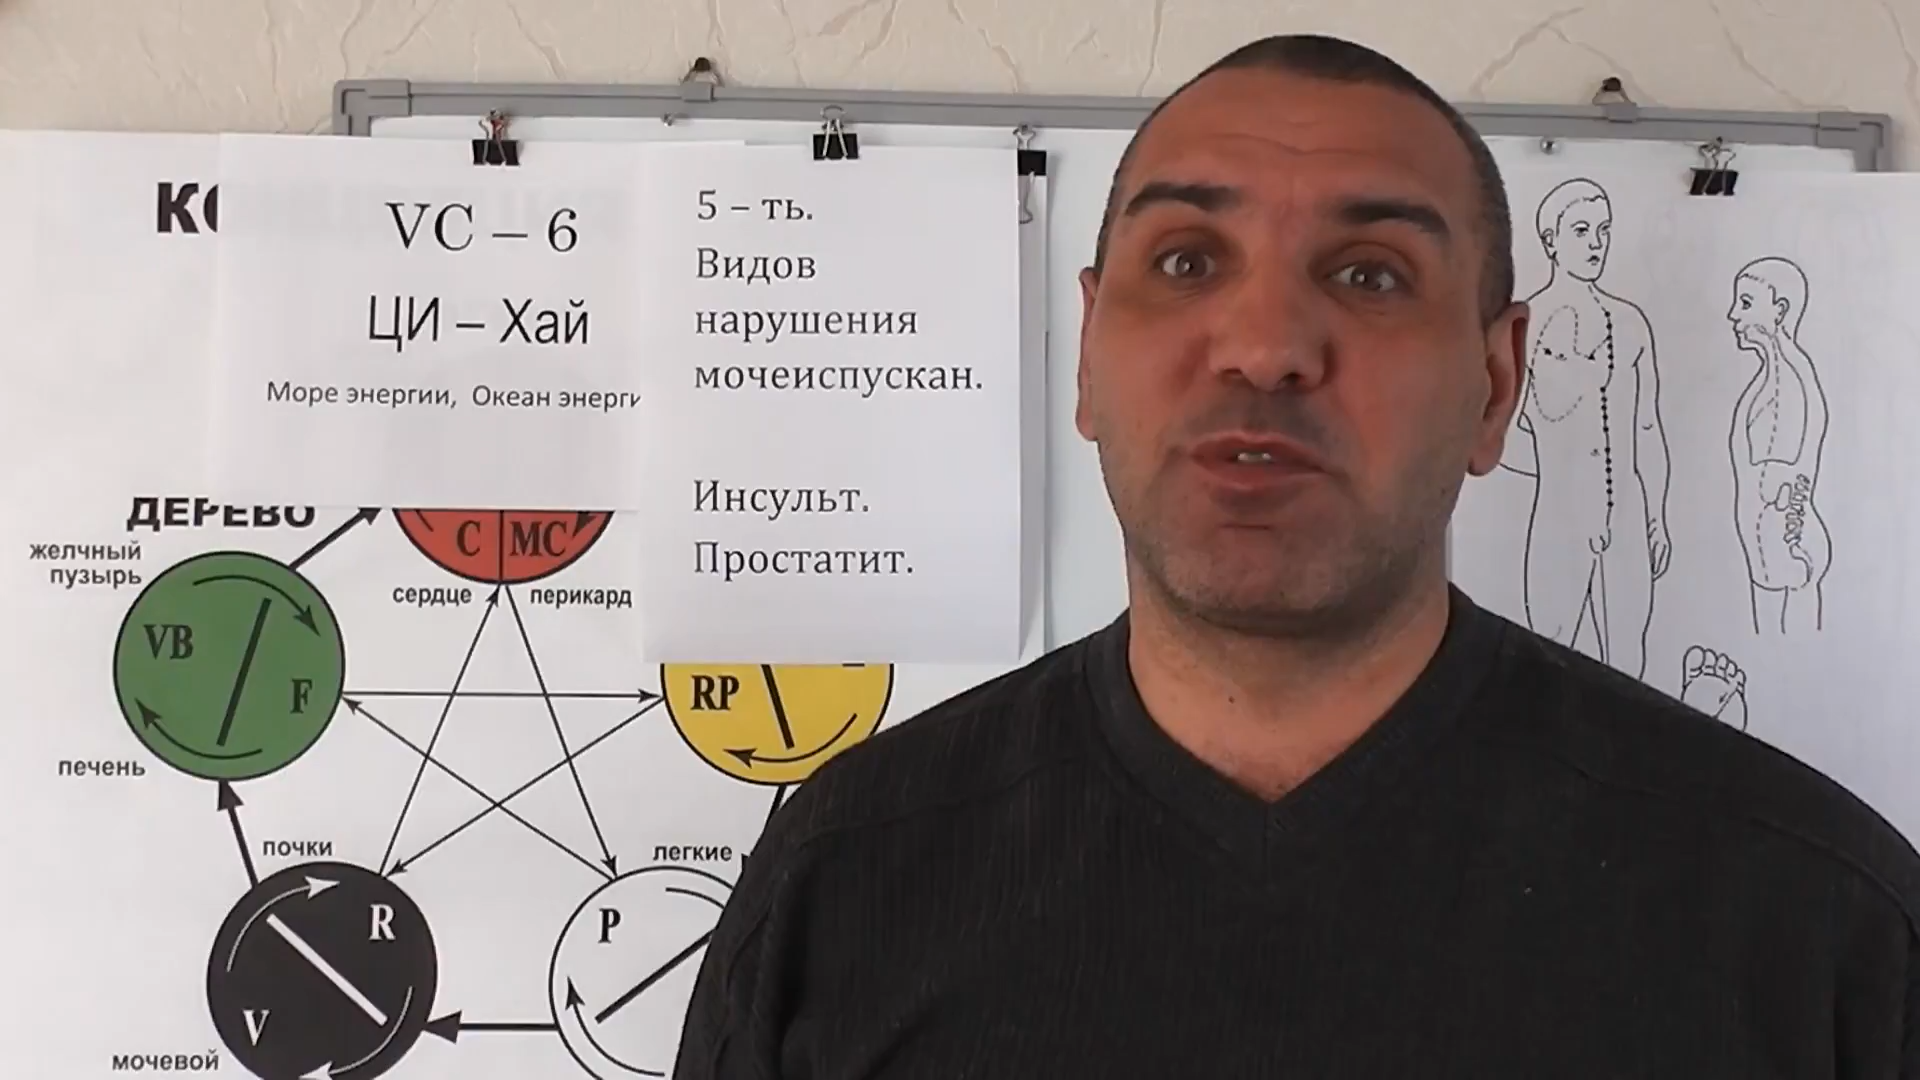 VC – 6
ЦИ – Хай
Море энергии, Океан энерги
5 – ть.
Видов
нарушения
мочеиспускан.
Инсульт.
Простатит.
ДЕРЕВО
желчный
пузырь
VB
F
печень
C
MC
сердце
перикард
RP
почки
R
V
мочевой
легкие
P